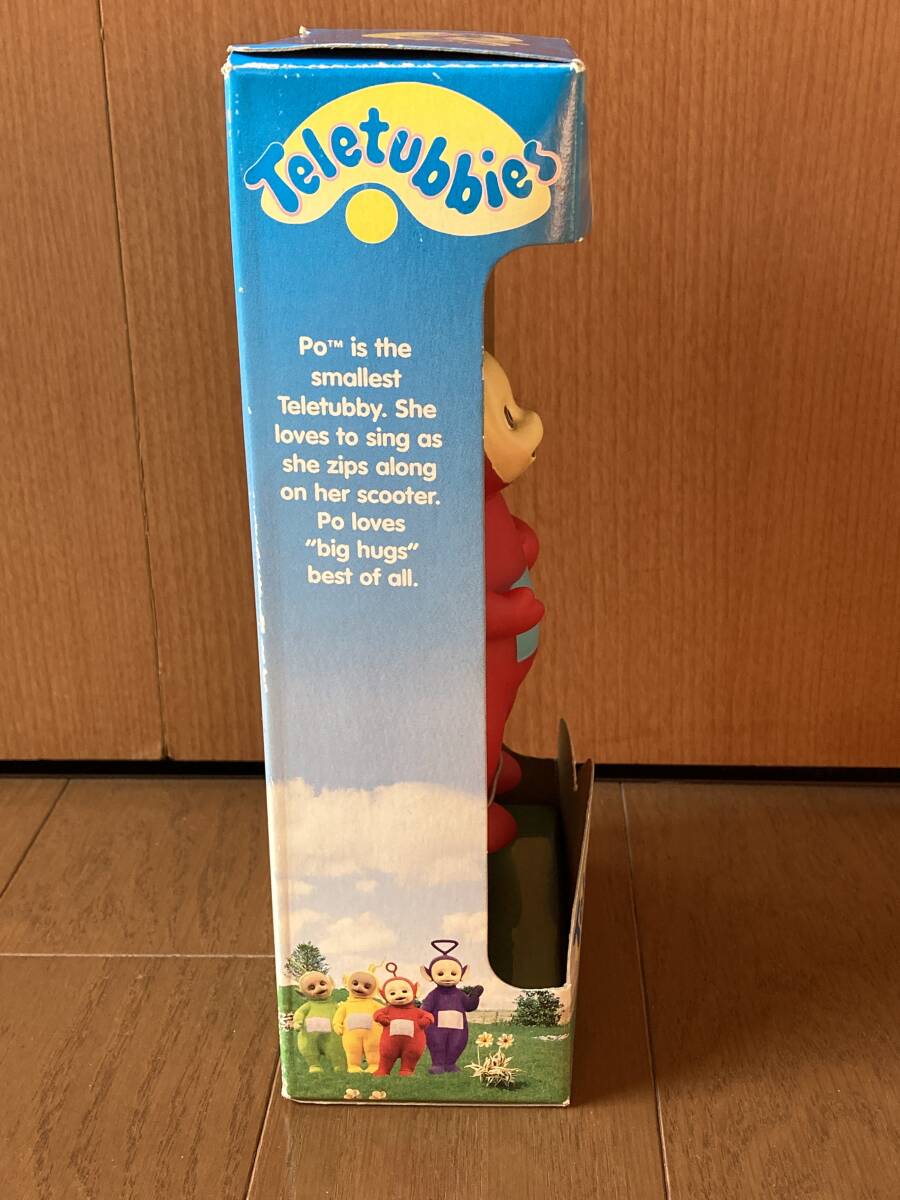 Teletubbies
Po™ is the
smallest
Teletubby. She
loves to sing as
she zips along
on her scooter.
Po loves
"big hugs"
best of all.